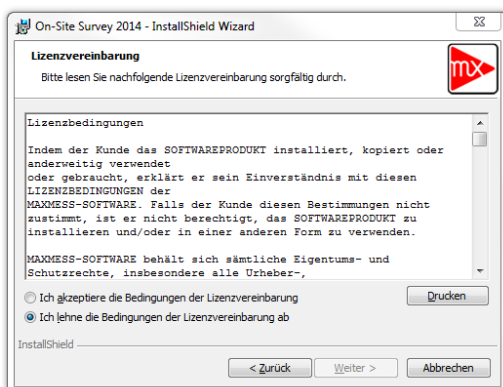 On-Site Survey 2014 - InstallShield Wizard
Lizenzvereinbarung
Bitte lesen Sie nachfolgende Lizenzvereinbarung sorgfältig durch.
mx
Lizenzbedingungen
Indem der Kunde das SOFTWAREPRODUKT installiert, kopiert oder
anderweitig verwendet
oder gebraucht, erklärt er sein Einverständnis mit diesen
LIZENZBEDINGUNGEN der
MAXMESS-SOFTWARE. Falls der Kunde diesen Bestimmungen nicht
zustimmt, ist er nicht berechtigt, das SOFTWAREPRODUKT zu
installieren und/oder in einer anderen Form zu verwenden.
MAXMESS-SOFTWARE behält sich sämtliche Eigentums- und
Schutzrechte, insbesondere alle Urheber-,
Ich akzeptiere die Bedingungen der Lizenzvereinbarung
Drucken
Ich lehne die Bedingungen der Lizenzvereinbarung ab
InstallShield
< Zurück
Weiter >
Abbrechen